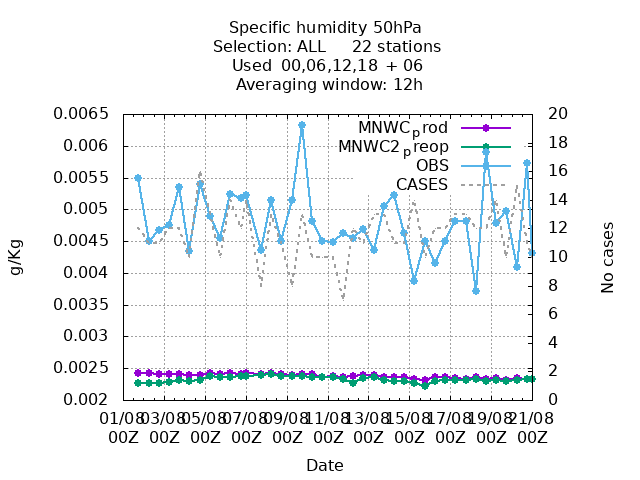 Specific humidity 50hPa
Selection: ALL 22 stations
Used 00,06,12,18 + 06
Averaging window: 12h
0.0065
0.006
0.0055
0.005
0.0045
0.004
0.0035
0.003
0.0025
0.002
20
18
16
14
12
10
8
6
4
2
0
MNWC_prod
MNWC2_preop
OBS
CASES
g/Kg
No cases
01/08 03/08 05/08 07/08 09/08 11/08 13/08 15/08 17/08 19/08 21/08
00Z 00Z 00Z 00Z 00Z 00Z 00Z 00Z 00Z 00Z 00Z
Date